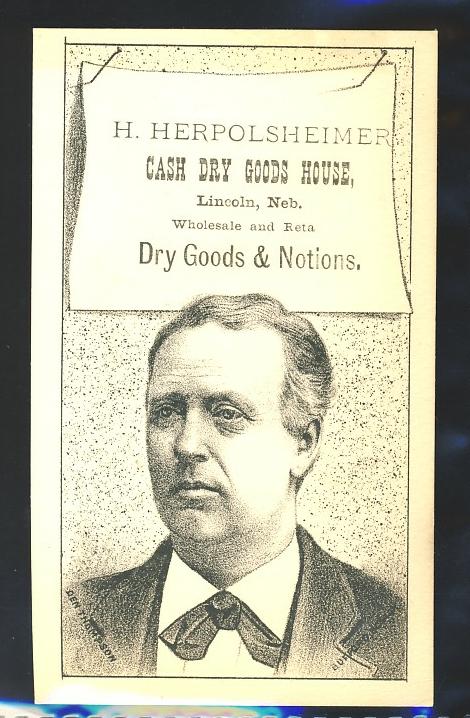 H. HERPOLSHEIMER
CASH DRY GOODS HOUSE,
Lincoln, Neb.
Wholesale and Reta
Dry Goods & Notions.